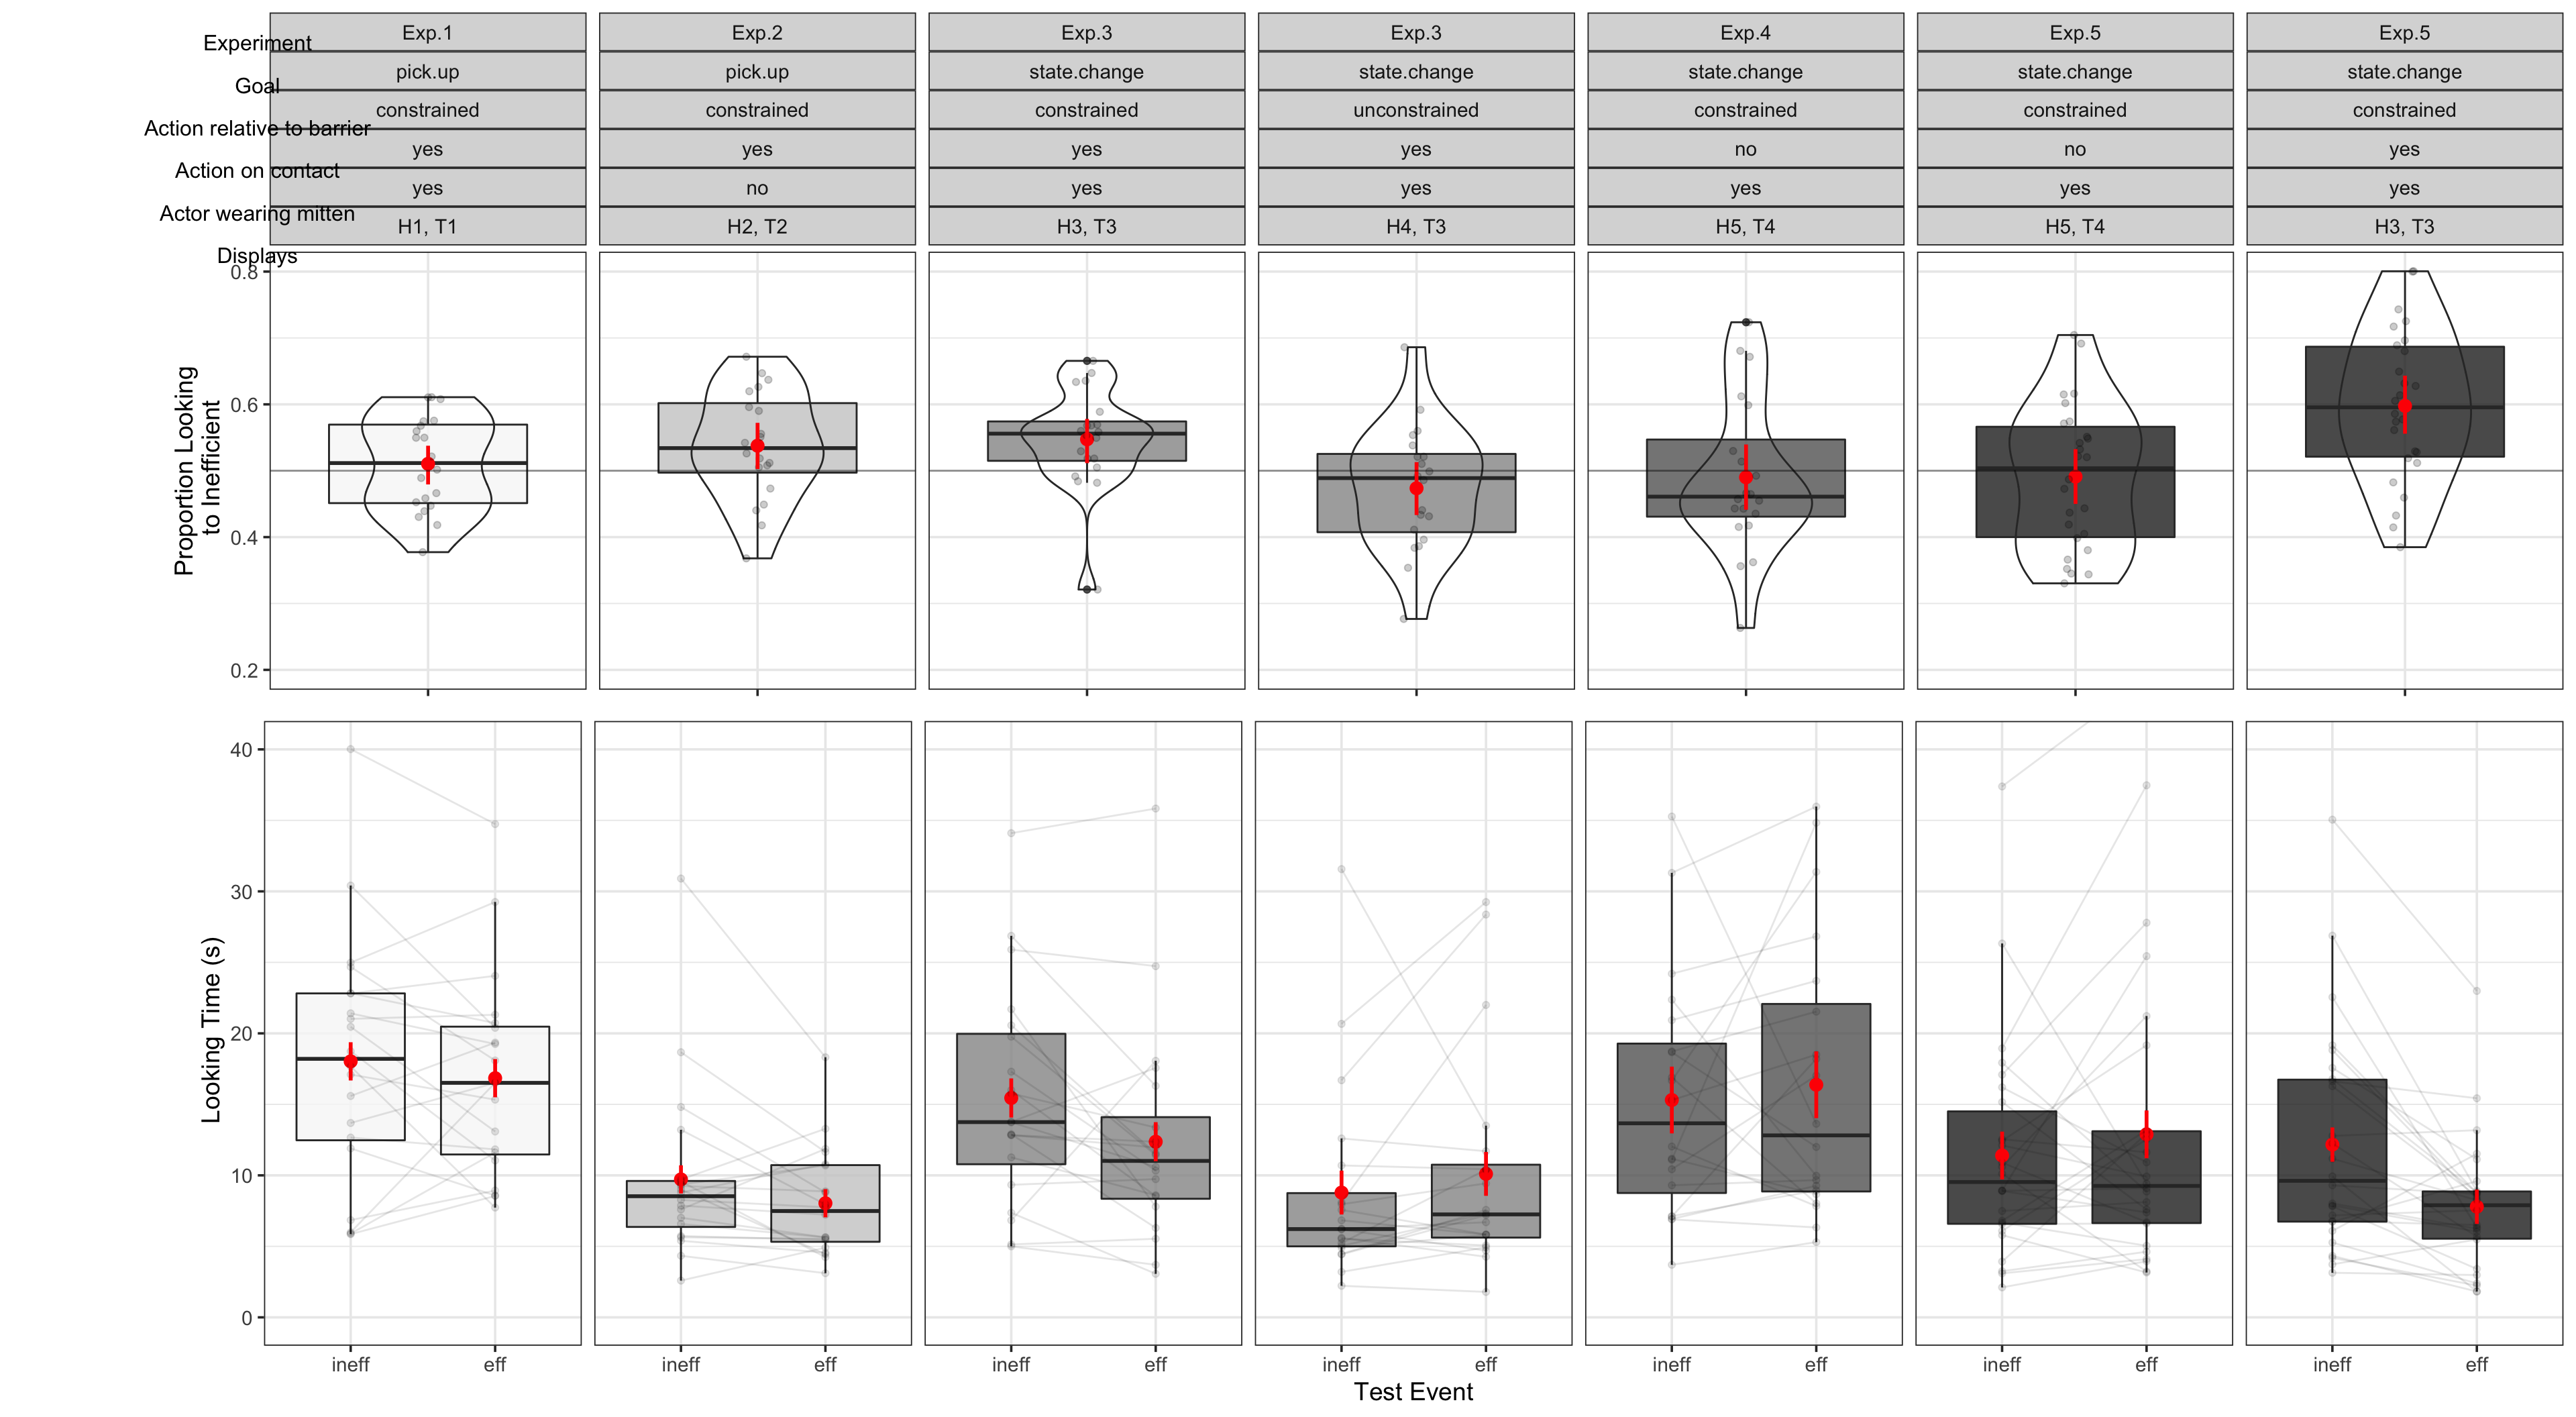 Experiment Exp.1 Exp.2 Exp.3 Exp.3 Exp.4 Exp.5 Exp.5
Goal pick.up pick.up state.change state.change state.change state.change state.change
Action relative to barrier constrained constrained constrained unconstrained constrained constrained constrained
Action on contact yes yes yes yes no no yes
Actor wearing mitten yes no yes yes yes yes yes
Displays H1, T1 H2, T2 H3, T3 H4, T3 H5, T4 H5, T4 H3, T3
Proportion Looking
to Inefficient
0.8
0.6
0.4
0.2
Looking Time (s)
40
30
20
10
0
ineff eff ineff eff ineff eff ineff eff ineff eff ineff eff ineff eff
Test Event